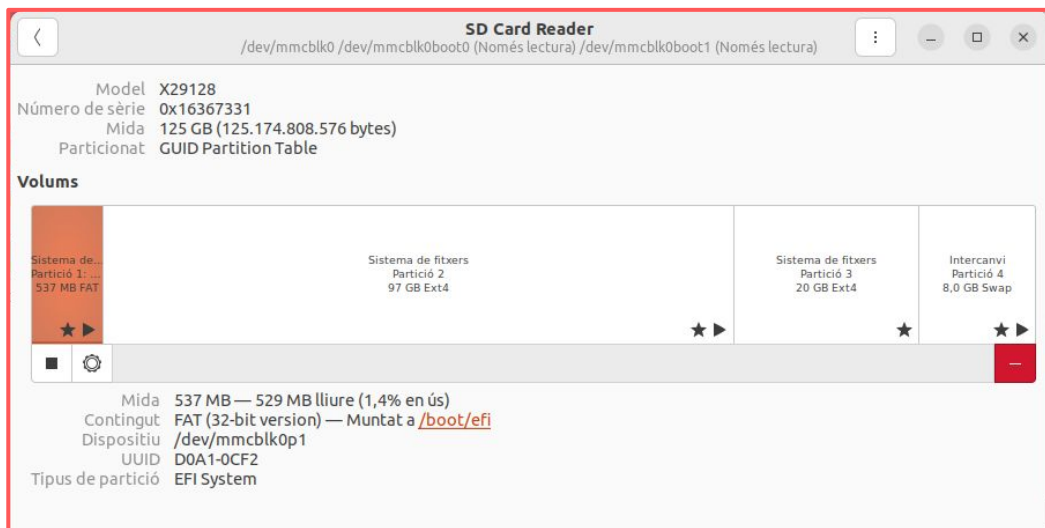 SD Card Reader
/dev/mmcblk0 /dev/mmcblk0boot0 (Només lectura) /dev/mmcblk0boot1 (Només lectura)
Model X29128
Número de sèrie 0x16367331
Mida 125 GB (125.174.808.576 bytes)
Particionat GUID Partition Table
Volums
Sistema de...
Partició 1: ...
537 MB FAT
Sistema de fitxers
Partició 2
97 GB Ext4
Sistema de fitxers
Partició 3
20 GB Ext4
Intercanvi
Partició 4
8,0 GB Swap
Mida 537 MB — 529 MB lliure (1,4% en ús)
Contingut FAT (32-bit version) — Muntat a /boot/efi
Dispositiu /dev/mmcblk0p1
UUID D0A1-0CF2
Tipus de partició EFI System